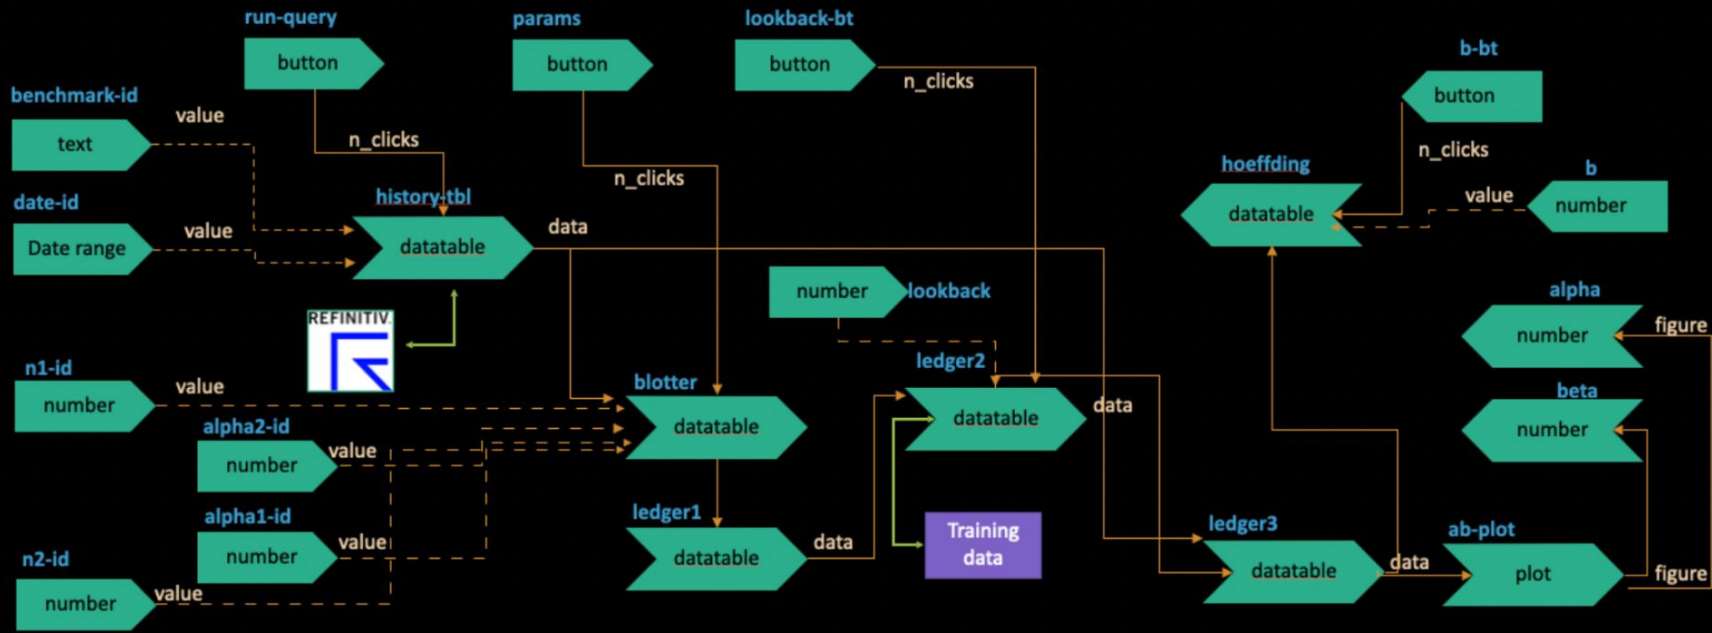 run-query
params
lookback-bt
button
button
button
b-bt
button
n_clicks
benchmark-id
value
text
n_clicks
n_clicks
hoeffding
b
date-id
n_clicks
history-tbl
value
number
value
Date range
datatable
data
datatable
number
lookback
alpha
REFINITIV
number
figure
n1-id
value
ledger2
number
blotter
beta
datatable
data
alpha2-id
datatable
number
value
number
alpha1-id
ledger1
ledger3
ab-plot
number
value
datatable
data
Training
data
datatable
data
plot
figure
n2-id
number
value